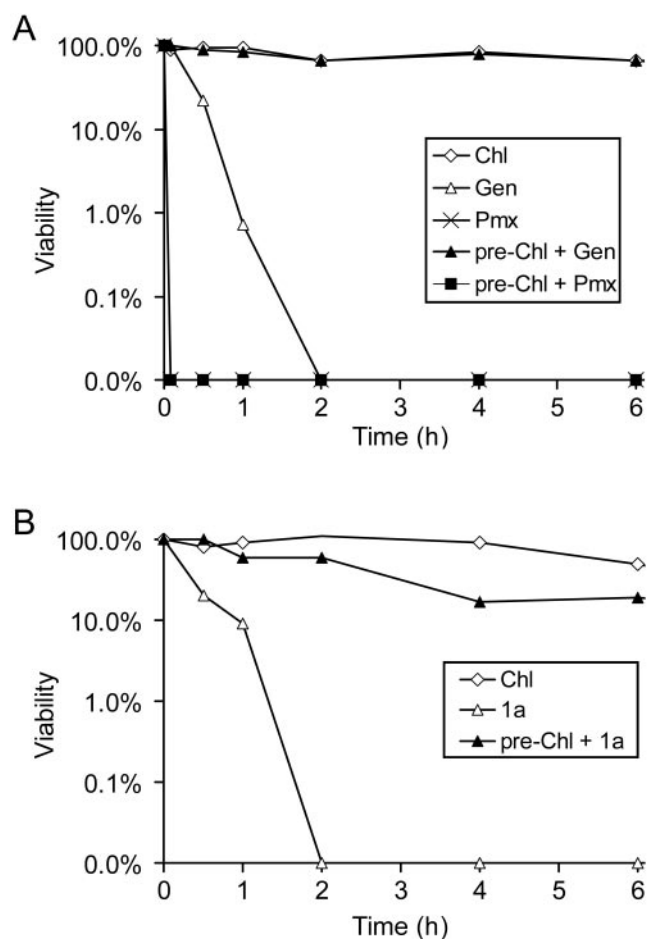 A
100.0%
10.0%
1.0%
0.1%
0.0%
Viability
Chl
Gen
Pmx
pre-Chl + Gen
pre-Chl + Pmx
0 1 2 3 4 5 6
Time (h)
B
100.0%
10.0%
1.0%
0.1%
0.0%
Viability
Chl
1a
pre-Chl + 1a
0 1 2 3 4 5 6
Time (h)